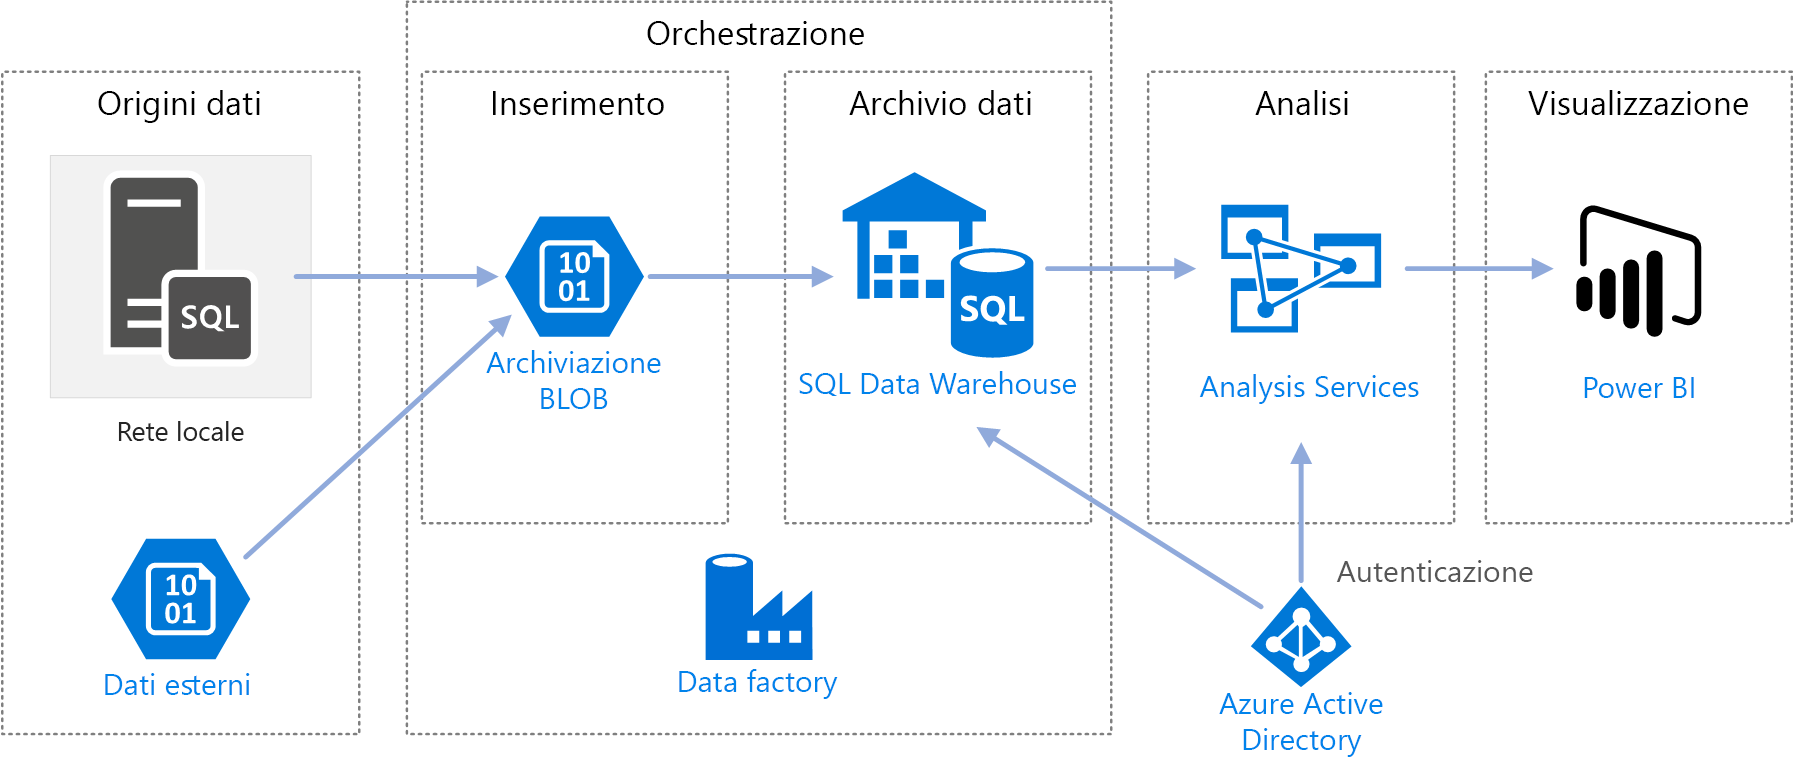 Orchestrazione
Origini dati
Inserimento
Archivio dati
Analisi
Visualizzazione
SQL
10
01
SQL
Archiviazione
BLOB
SQL Data Warehouse
Analysis Services
Power BI
Rete locale
10
01
Dati esterni
Data factory
Autenticazione
Azure Active
Directory